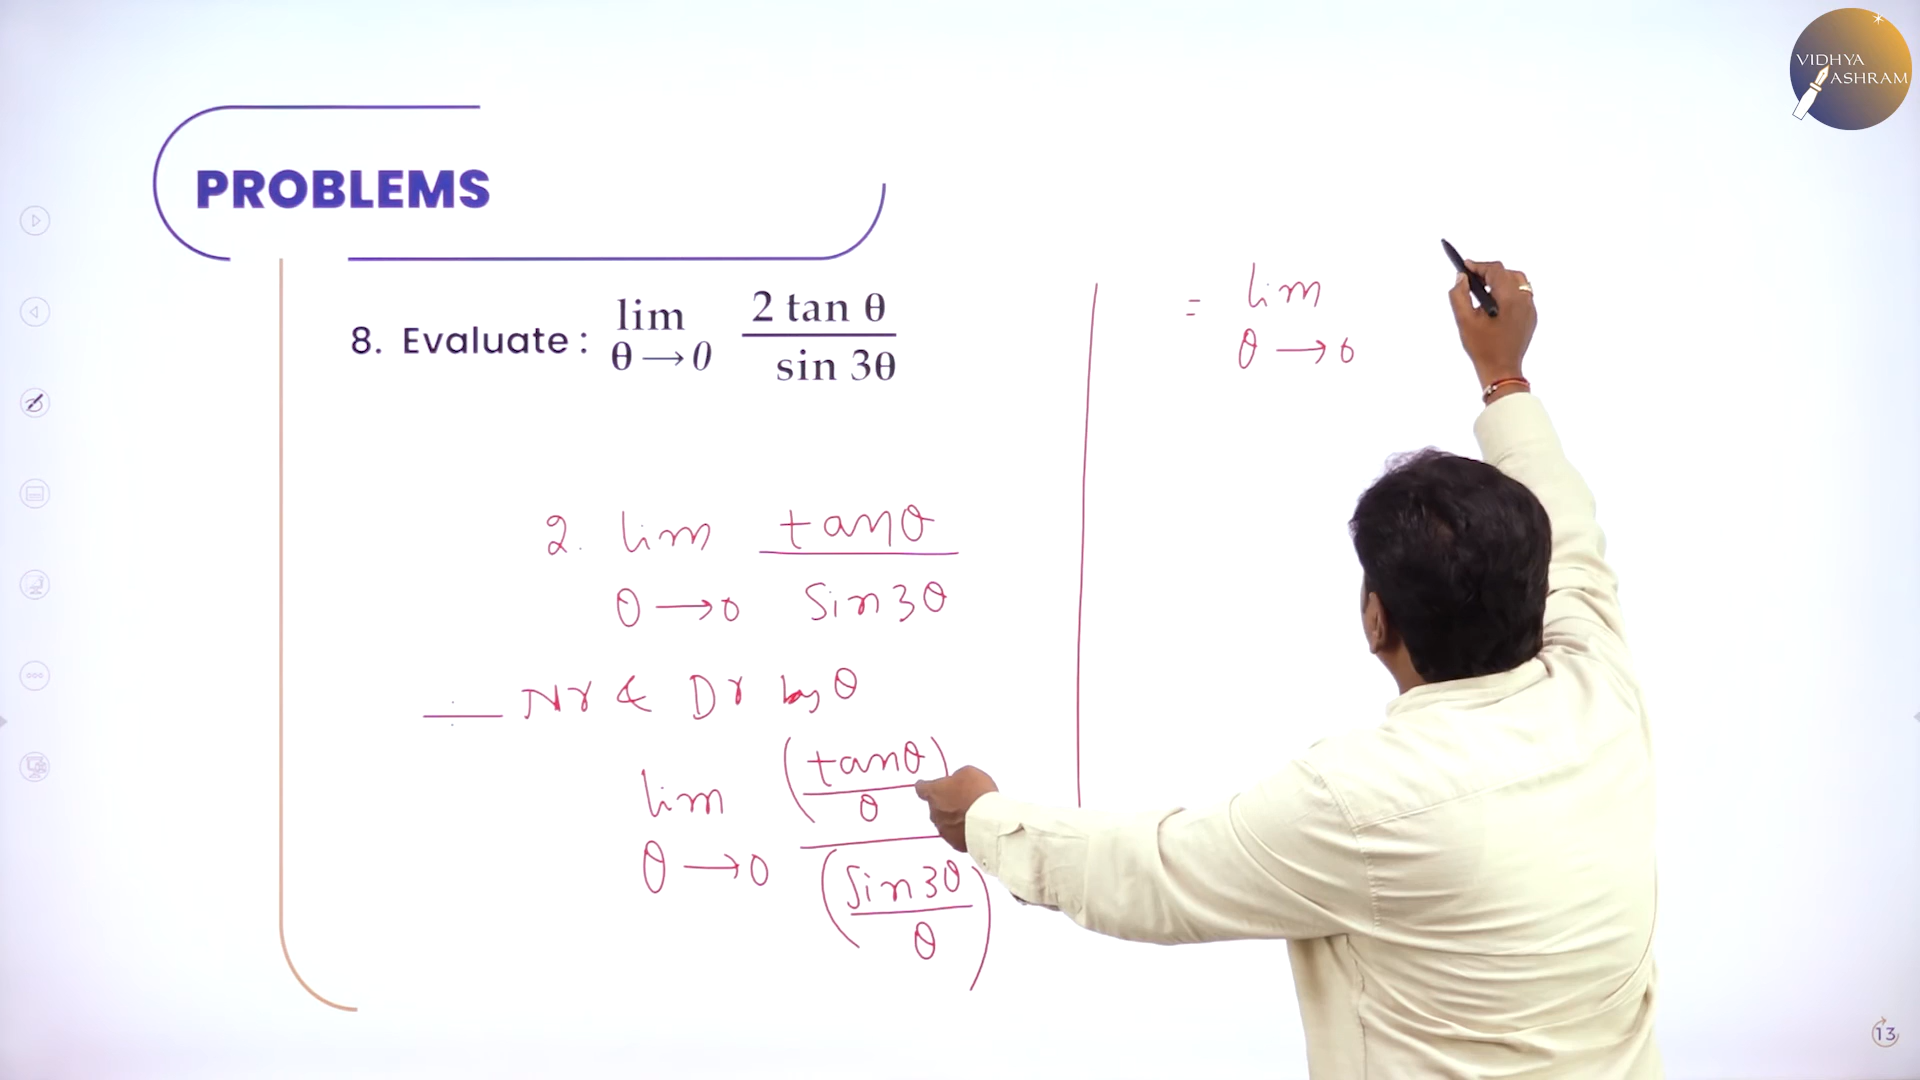 VIDHYA
ASHRAM
PROBLEMS
8. Evaluate : lim θ→0 2 tan θ / sin 3θ
2. lim θ→0 tanθ / Sin3θ
÷ Nr & Dr by θ
lim θ→0 (tanθ / θ) / (Sin3θ / θ)
= lim θ→0
13